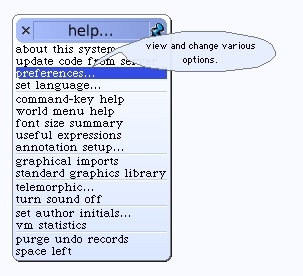 help...
about this system...
update code from server
preferences...
set language...
command-key help
world menu help
font size summary
useful expressions
annotation setup...
graphical imports
standard graphics library
telemorphic...
turn sound off
set author initials...
vm statistics
purge undo records
space left
view and change various
options.